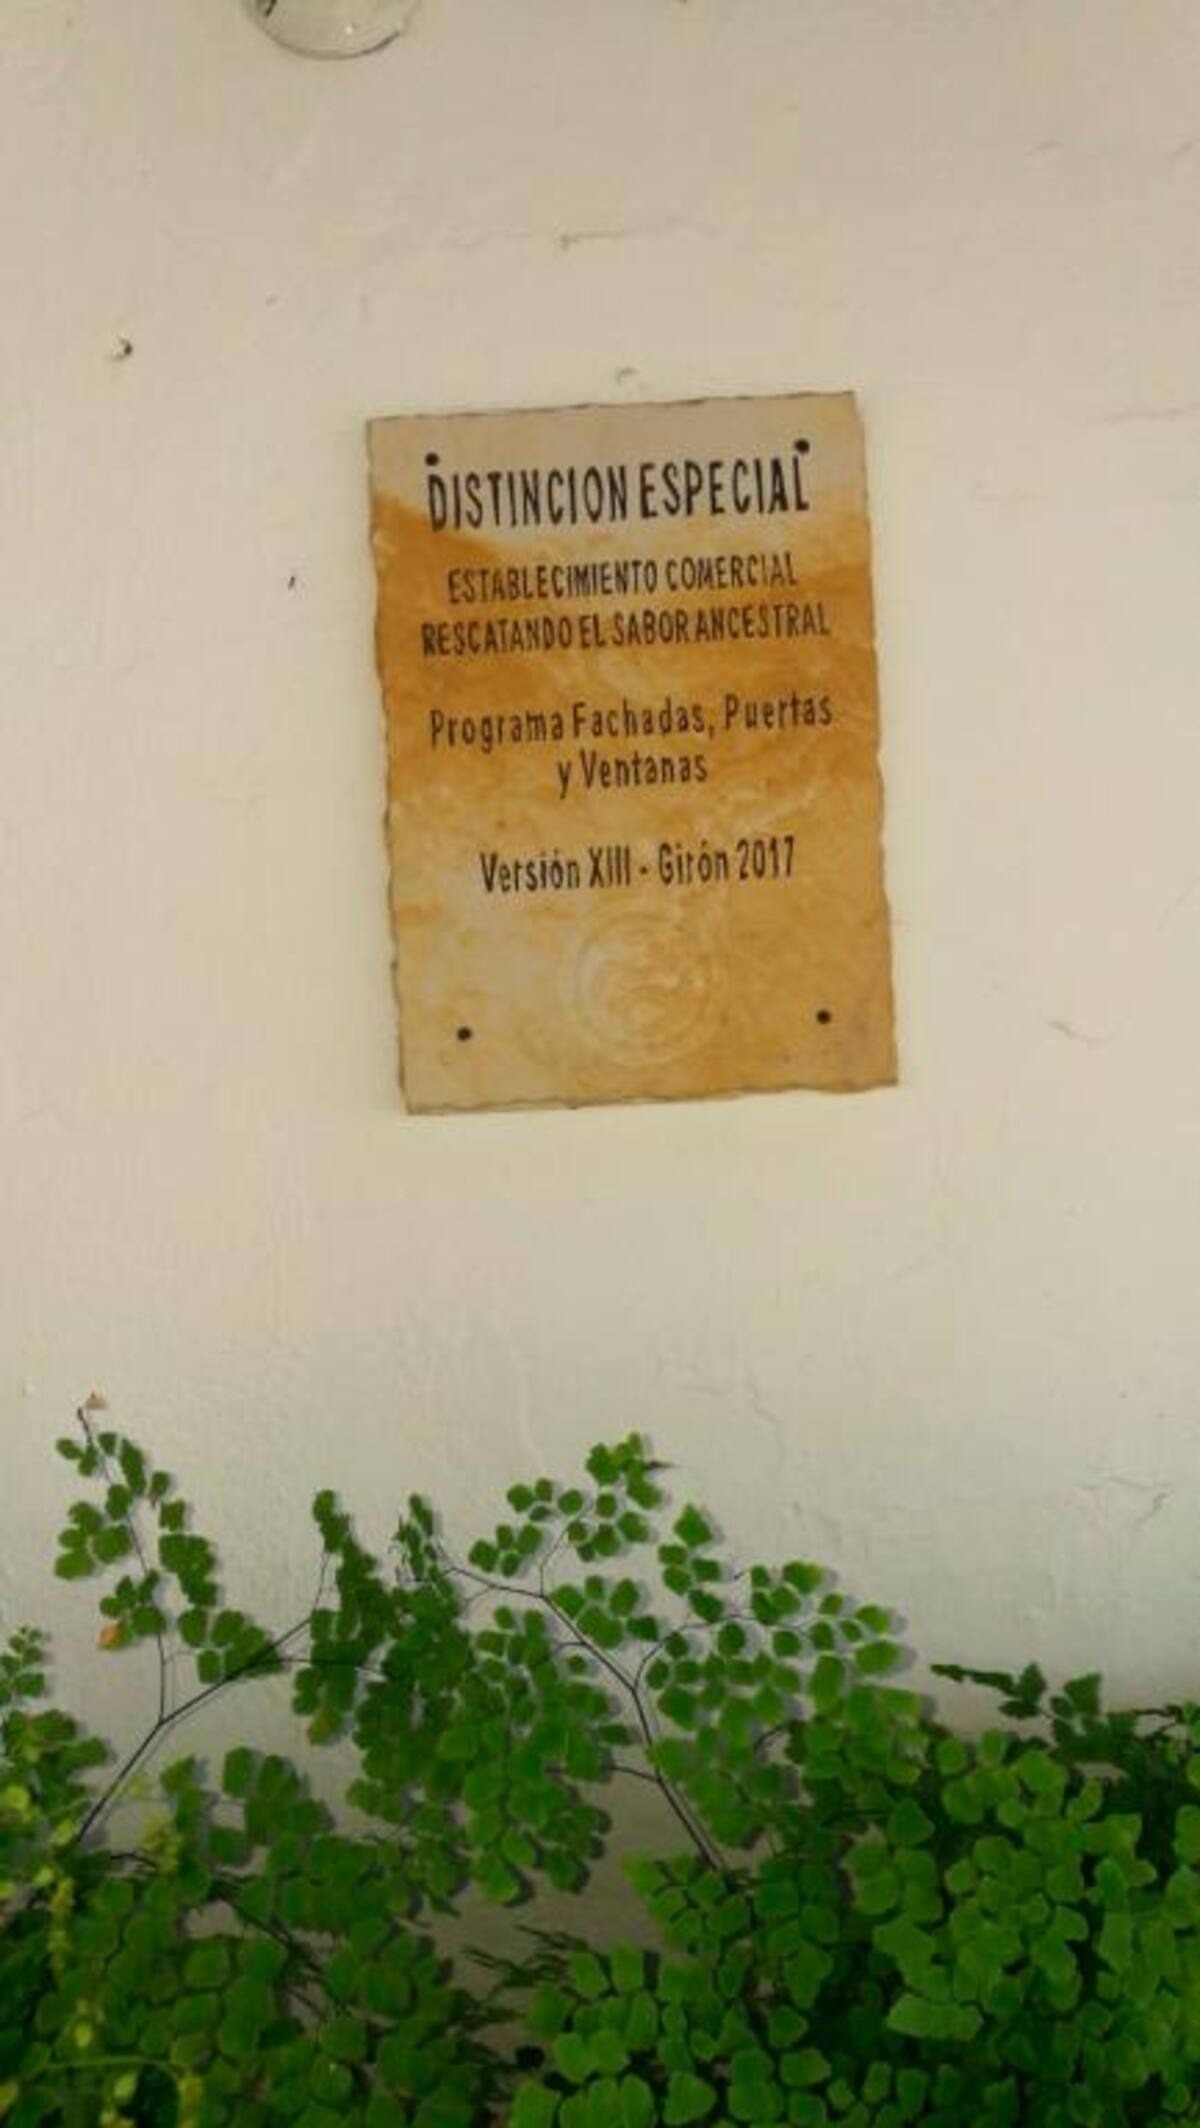 DISTINCION ESPECIAL
ESTABLECIMIENTO COMERCIAL
RESCATANDO EL SABOR ANCESTRAL
Programa Fachadas, Puertas
y Ventanas
Versión XIII - Girón 2017